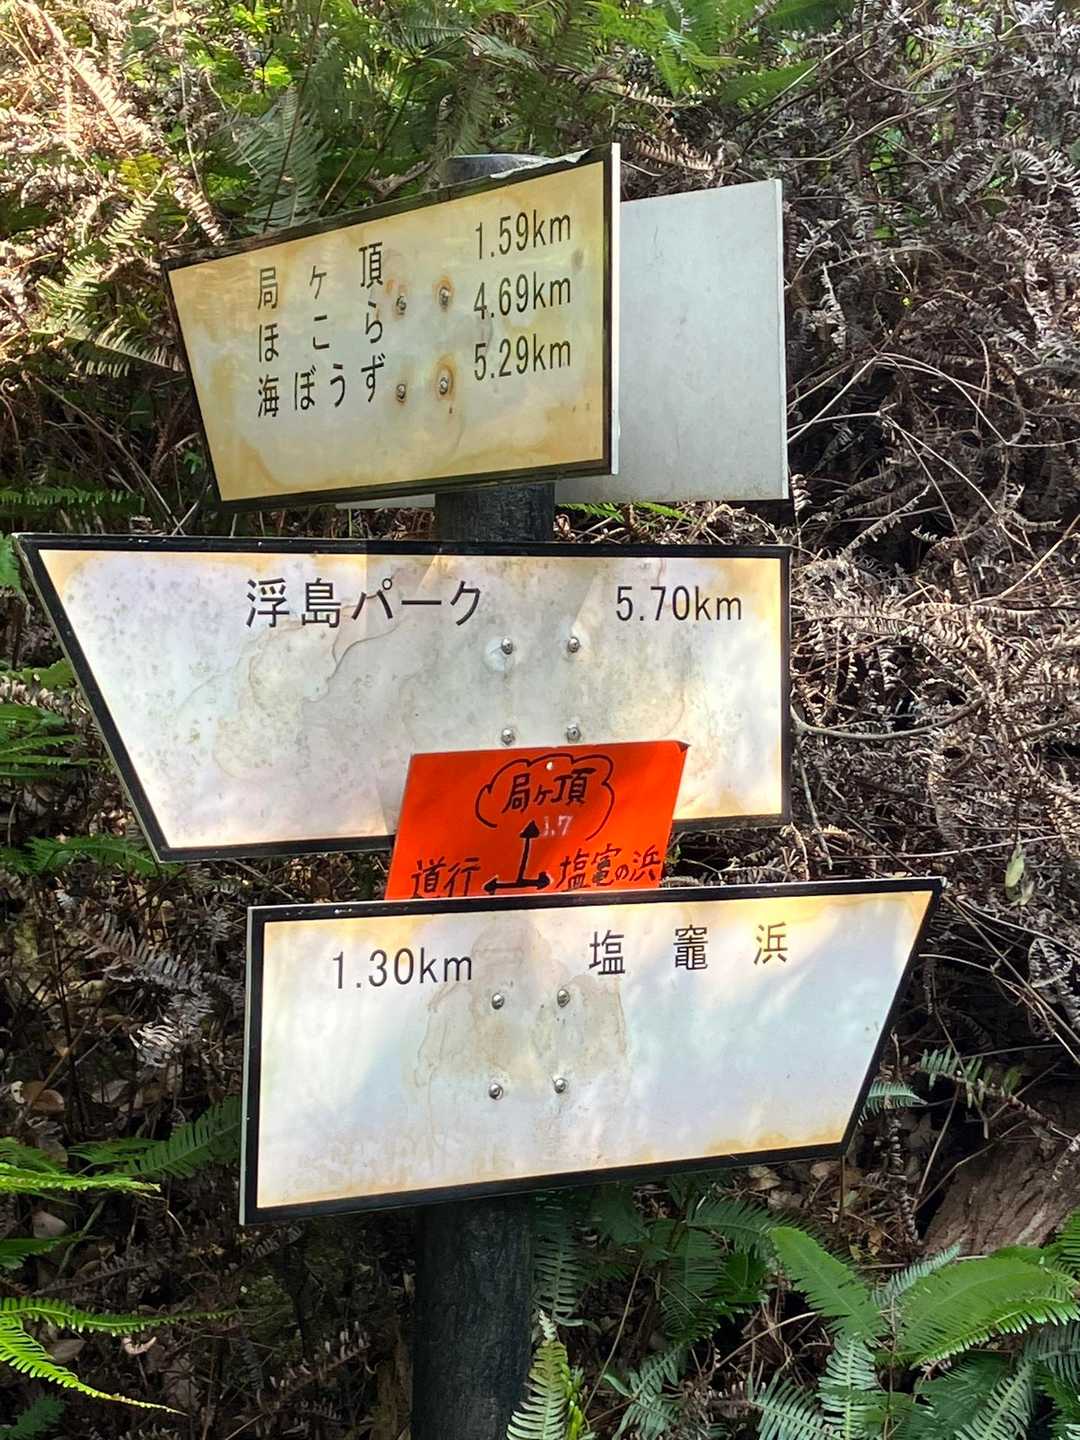 局ヶ頂 1.59km
ほこら 4.69km
海ぼうず 5.29km
浮島パーク 5.70km
局ヶ頂
1.7
道行 塩竈の浜
1.30km 塩竈浜